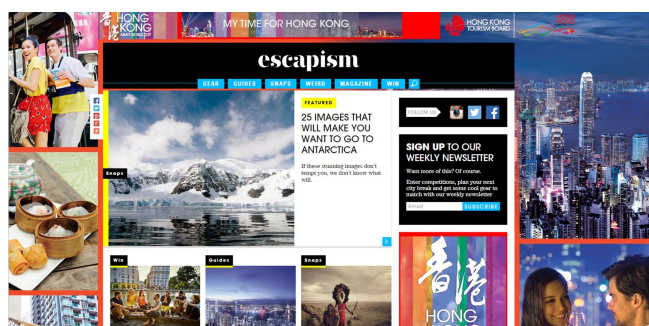 香港
HONG
KONG
ASIA'S WORLD CITY
MY TIME FOR HONG KONG
HONG KONG
TOURISM BOARD
escapism
GEAR
GUIDES
SNAPS
WEIRD
MAGAZINE
WIN
FEATURED
25 IMAGES THAT
WILL MAKE YOU
WANT TO GO TO
ANTARCTICA
If these stunning images don't
tempt you, we don't know what
will.
Snaps
FOLLOW US
SIGN UP TO OUR
WEEKLY NEWSLETTER
Want more of this? Of course.
Enter competitions, plan your next
city break and get some cool gear to
match with our weekly newsletter
Email
SUBSCRIBE
Win
Guides
Snaps
香港
HONG